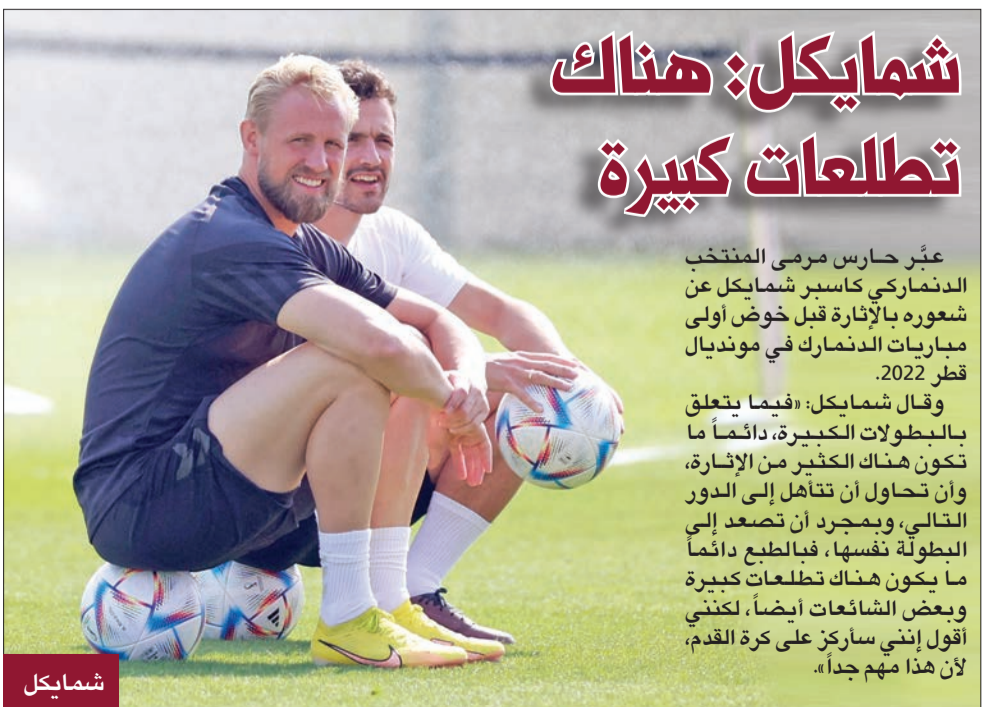 شمايكل: هناك
تطلعات كبيرة
عبَّر حارس مرمى المنتخب
الدنماركي كاسبر شمايكل عن
شعوره بالإثارة قبل خوض أولى
مباريات الدنمارك في مونديال
قطر 2022.
وقال شمايكل: «فيما يتعلق
بالبطولات الكبيرة، دائماً ما
تكون هناك الكثير من الإثارة،
وأن تحاول أن تتأهل إلى الدور
التالي، وبمجرد أن تصعد إلى
البطولة نفسها، فبالطبع دائماً
ما يكون هناك تطلعات كبيرة
وبعض الشائعات أيضاً، لكنني
أقول إنني سأركز على كرة القدم،
لأن هذا مهم جداً».
شمايكل